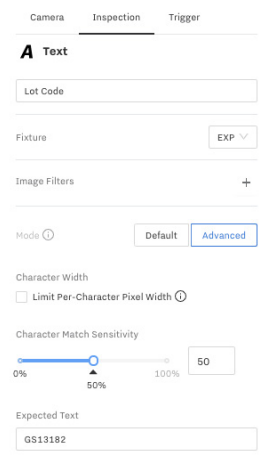 Camera Inspection Trigger
A Text
Lot Code
Fixture EXP
Image Filters +
Mode Default Advanced
Character Width
Limit Per-Character Pixel Width
Character Match Sensitivity
50
0% 100%
50%
Expected Text
GS13182